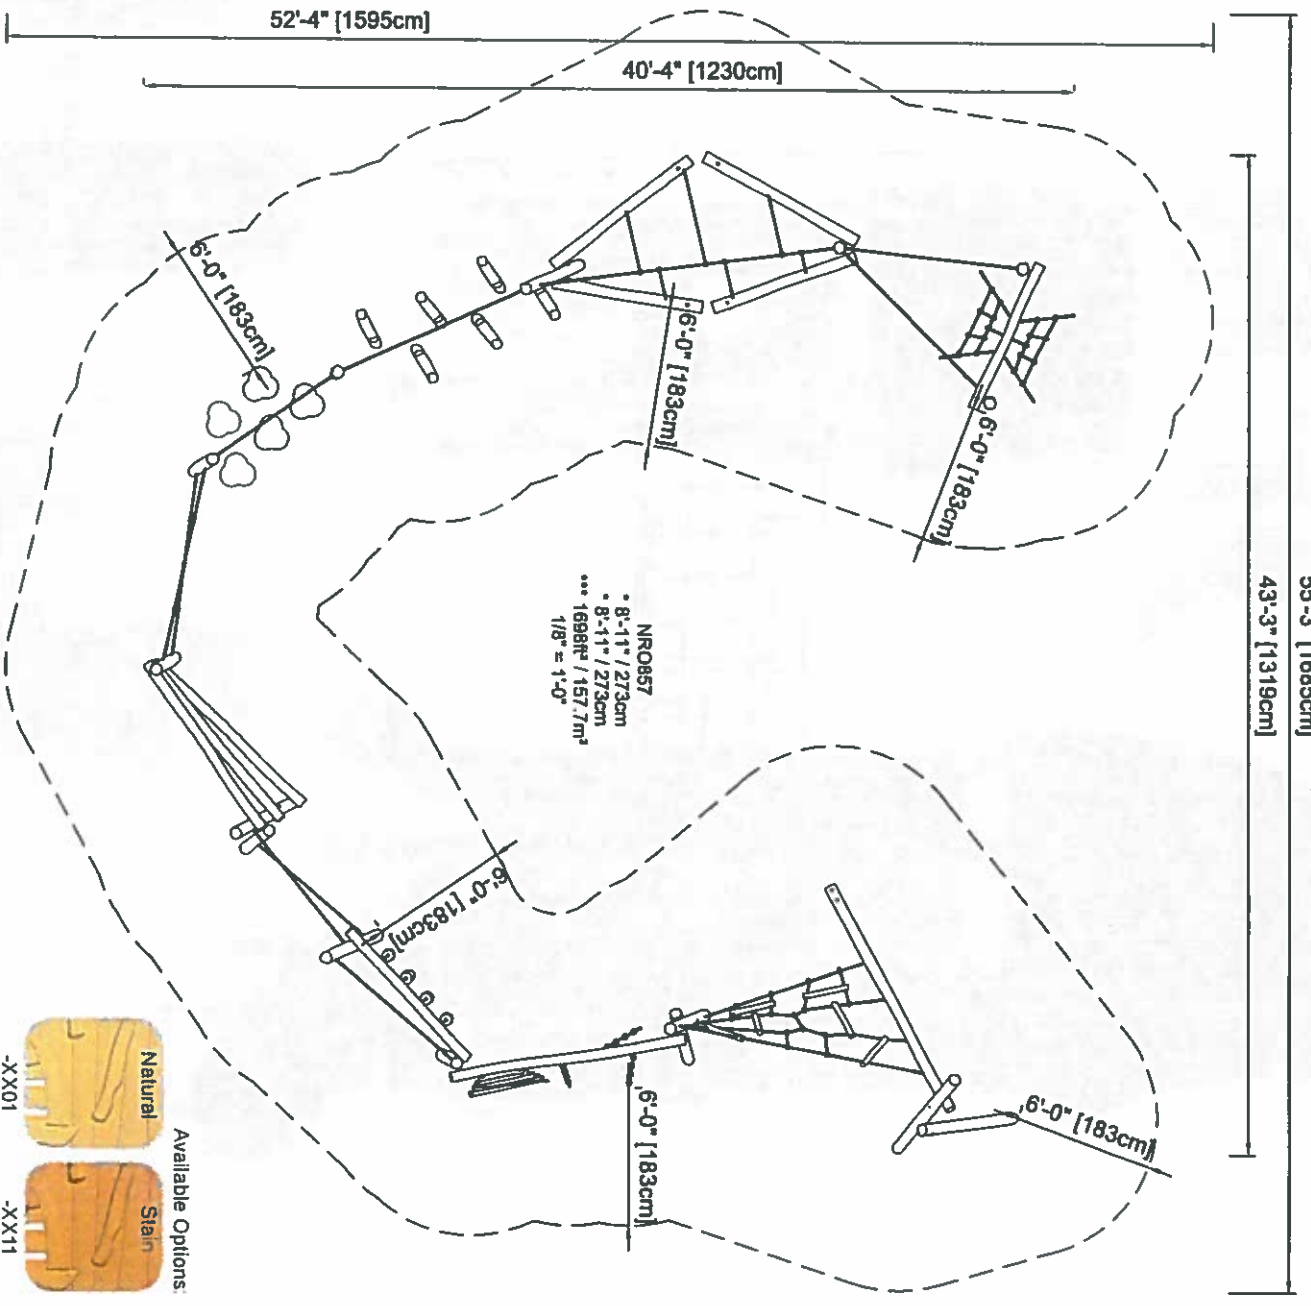 52'-4" [1595cm]
40'-4" [1230cm]
43'-3" [1319cm]
6'-0" [183cm]
6'-0" [183cm]
6'-0" [183cm]
NRO857
* 8'-11" / 273cm
* 8'-11" / 273cm
*** 1698ft² / 157.7m²
1/8" = 1'-0"
6'-0" [183cm]
6'-0" [183cm]
6'-0" [183cm]
Available Options:
Natural
-XX01
Stain
-XX11